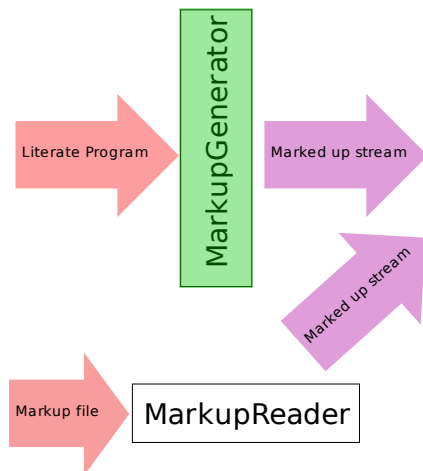 Literate Program
MarkupGenerator
Marked up stream
Marked up stream
Markup file
MarkupReader